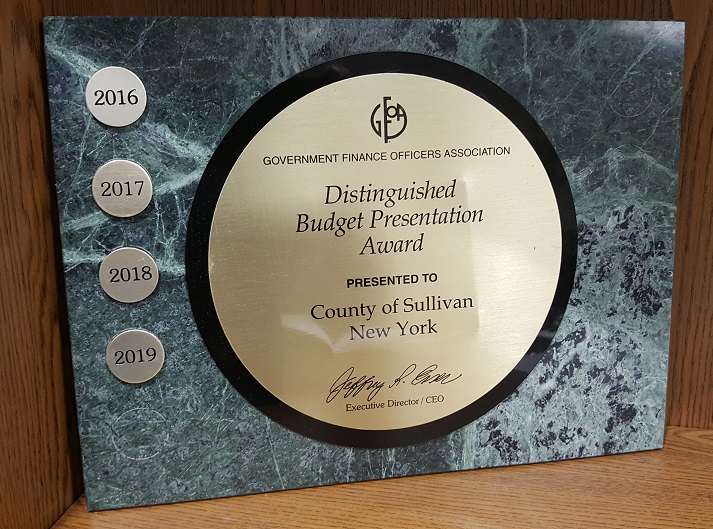 2016
2017
2018
2019
GFOA
GOVERNMENT FINANCE OFFICERS ASSOCIATION
Distinguished
Budget Presentation
Award
PRESENTED TO
County of Sullivan
New York
Executive Director / CEO